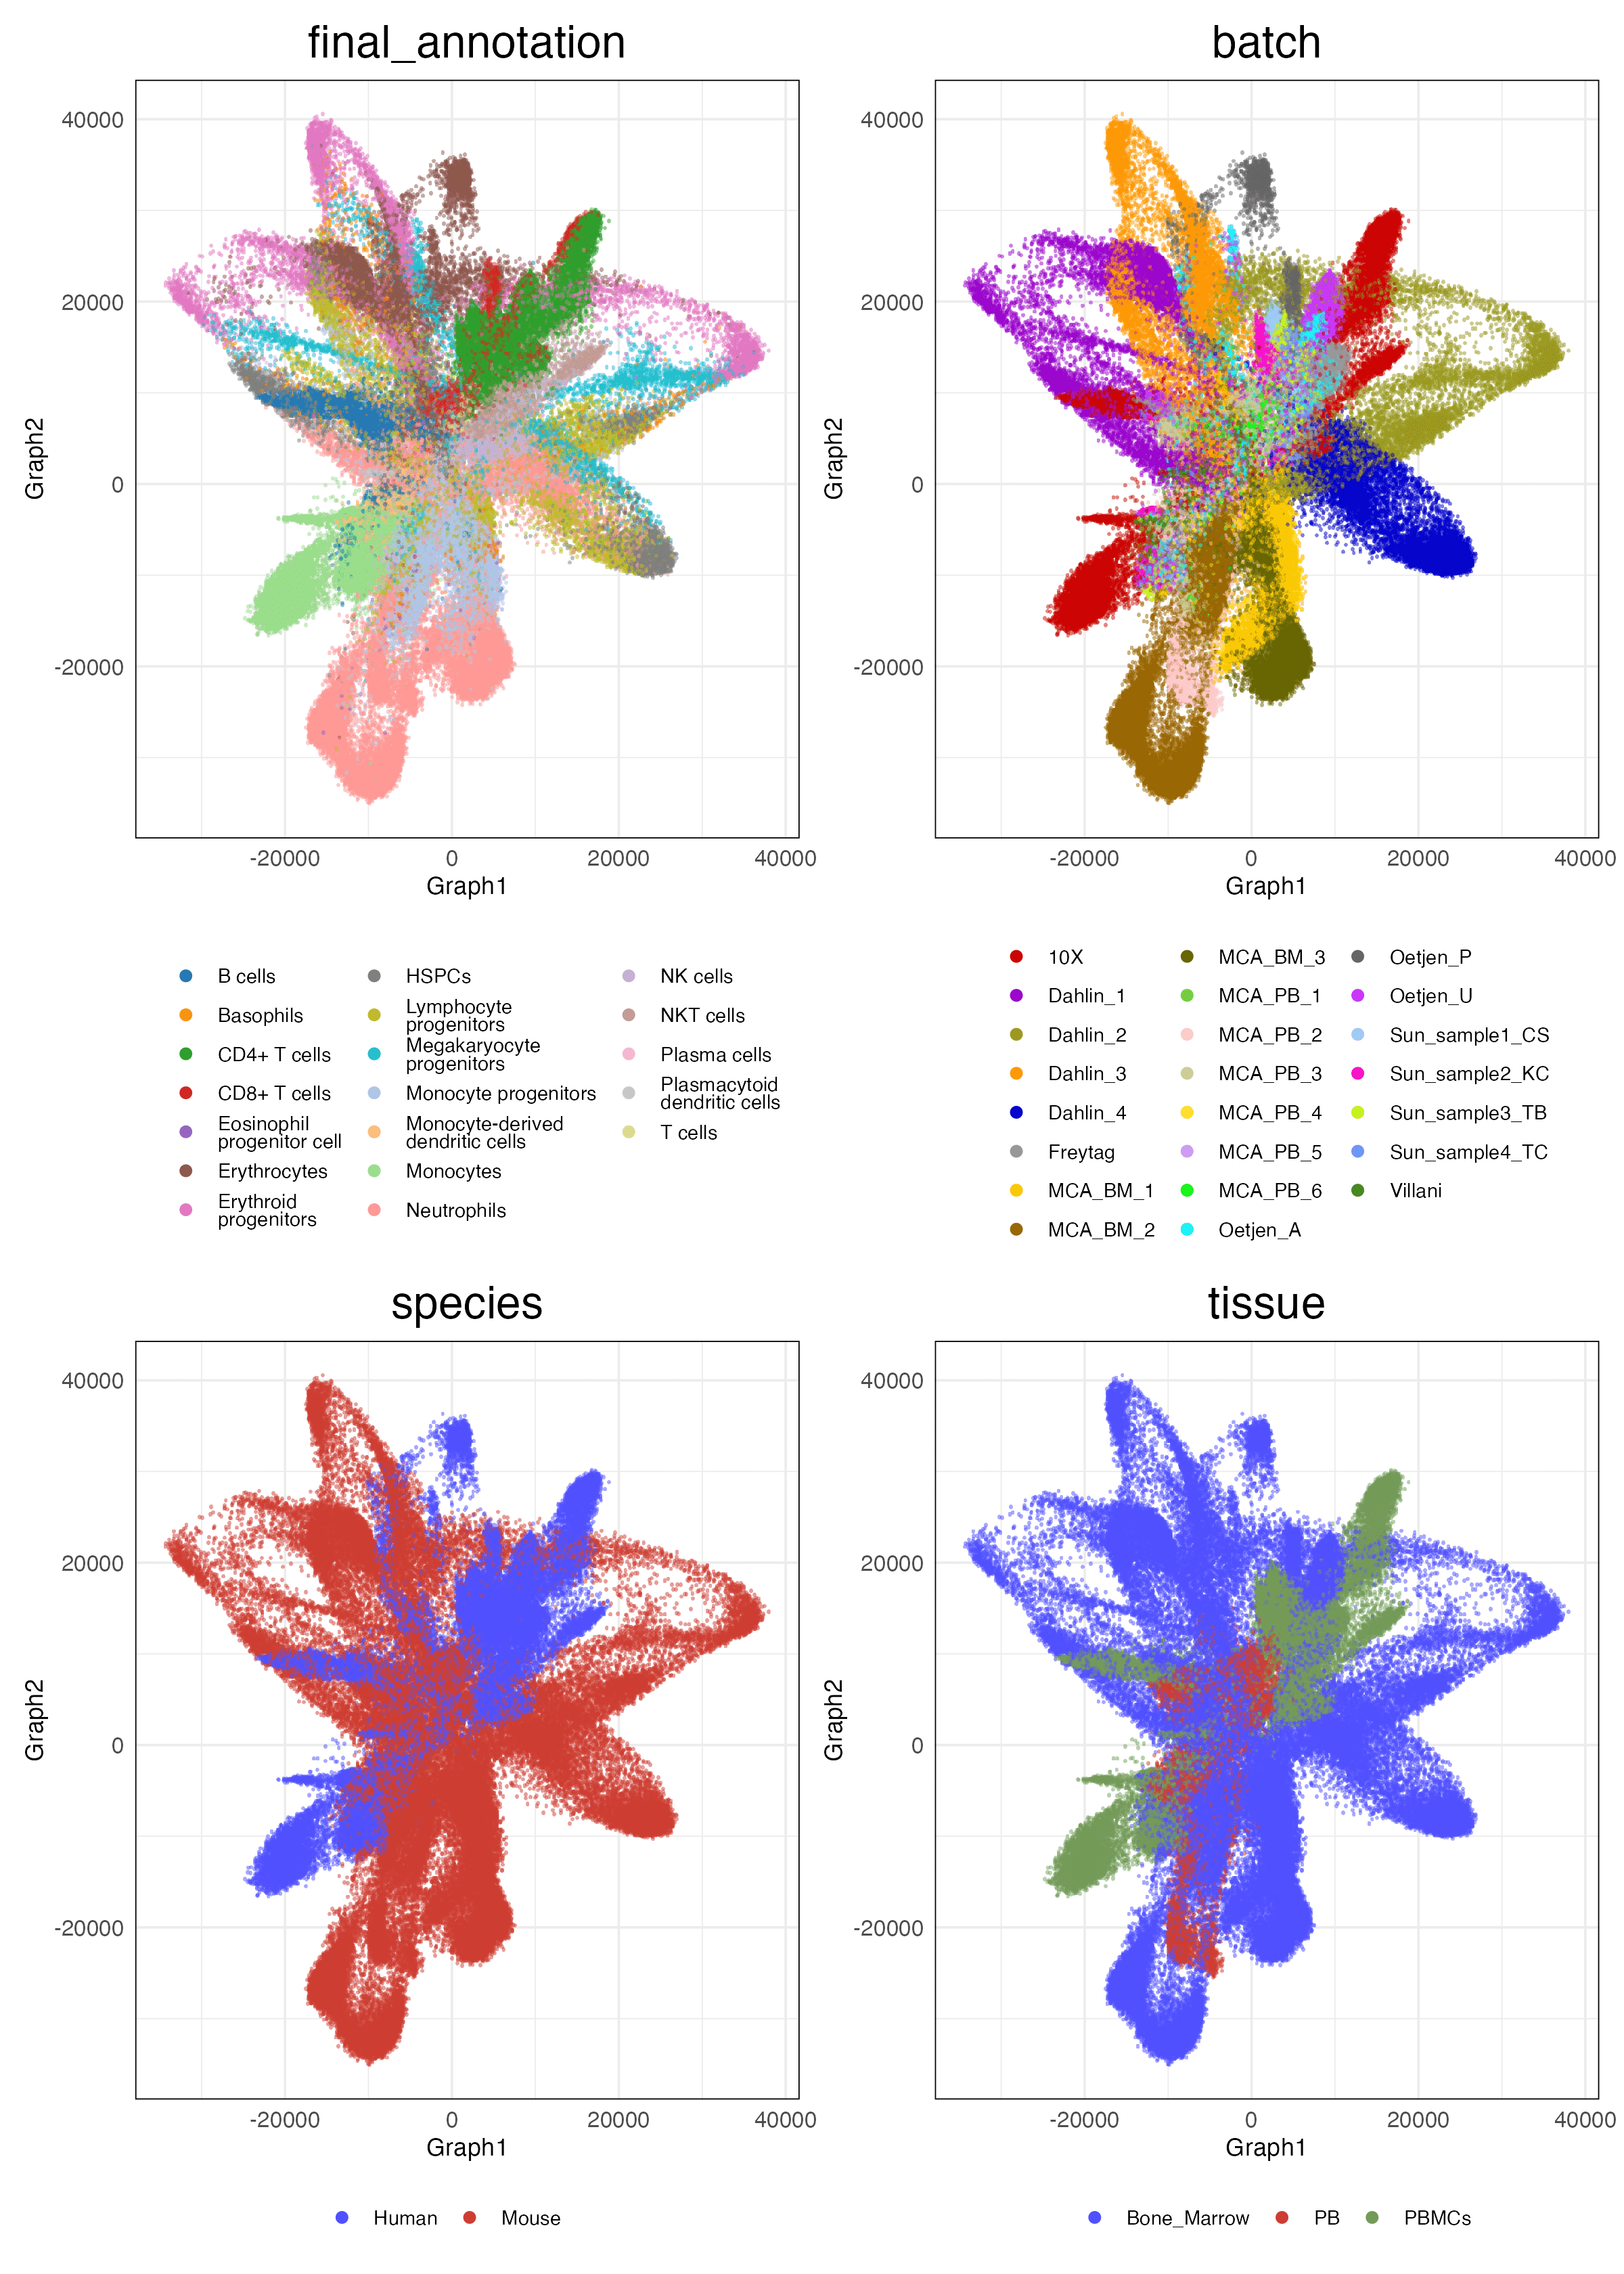 final_annotation
batch
40000
20000
0
-20000
Graph2
-20000
0
20000
40000
Graph1
40000
20000
0
-20000
Graph2
-20000
0
20000
40000
Graph1
B cells
Basophils
CD4+ T cells
CD8+ T cells
Eosinophil
progenitor cell
Erythrocytes
Erythroid
progenitors
HSPCs
Lymphocyte
progenitors
Megakaryocyte
progenitors
Monocyte progenitors
Monocyte-derived
dendritic cells
Monocytes
Neutrophils
NK cells
NKT cells
Plasma cells
Plasmacytoid
dendritic cells
T cells
10X
Dahlin_1
Dahlin_2
Dahlin_3
Dahlin_4
Freytag
MCA_BM_1
MCA_BM_2
MCA_BM_3
MCA_PB_1
MCA_PB_2
MCA_PB_3
MCA_PB_4
MCA_PB_5
MCA_PB_6
Oetjen_A
Oetjen_P
Oetjen_U
Sun_sample1_CS
Sun_sample2_KC
Sun_sample3_TB
Sun_sample4_TC
Villani
species
tissue
40000
20000
0
-20000
Graph2
-20000
0
20000
40000
Graph1
40000
20000
0
-20000
Graph2
-20000
0
20000
40000
Graph1
Human
Mouse
Bone_Marrow
PB
PBMCs